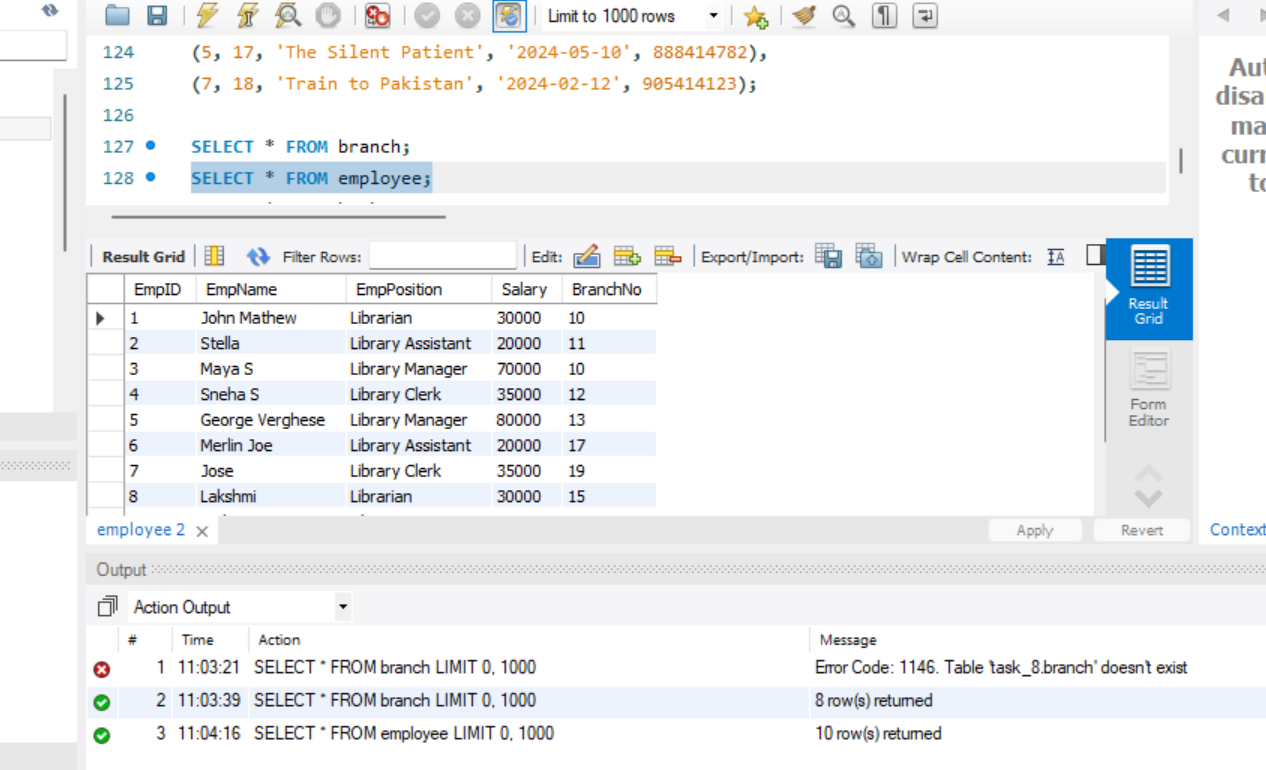 Limit to 1000 rows
124 (5, 17, 'The Silent Patient', '2024-05-10', 888414782),
125 (7, 18, 'Train to Pakistan', '2024-02-12', 905414123);
126
127 SELECT * FROM branch;
128 SELECT * FROM employee;
Result Grid Filter Rows: Edit: Export/Import: Wrap Cell Content:
EmpID EmpName EmpPosition Salary BranchNo
1 John Mathew Librarian 30000 10
2 Stella Library Assistant 20000 11
3 Maya S Library Manager 70000 10
4 Sneha S Library Clerk 35000 12
5 George Verghese Library Manager 80000 13
6 Merlin Joe Library Assistant 20000 17
7 Jose Library Clerk 35000 19
8 Lakshmi Librarian 30000 15
Result
Grid
Form
Editor
employee 2 Apply Revert Context
Output
Action Output
# Time Action Message
1 11:03:21 SELECT * FROM branch LIMIT 0, 1000 Error Code: 1146. Table 'task_8.branch' doesn't exist
2 11:03:39 SELECT * FROM branch LIMIT 0, 1000 8 row(s) returned
3 11:04:16 SELECT * FROM employee LIMIT 0, 1000 10 row(s) returned